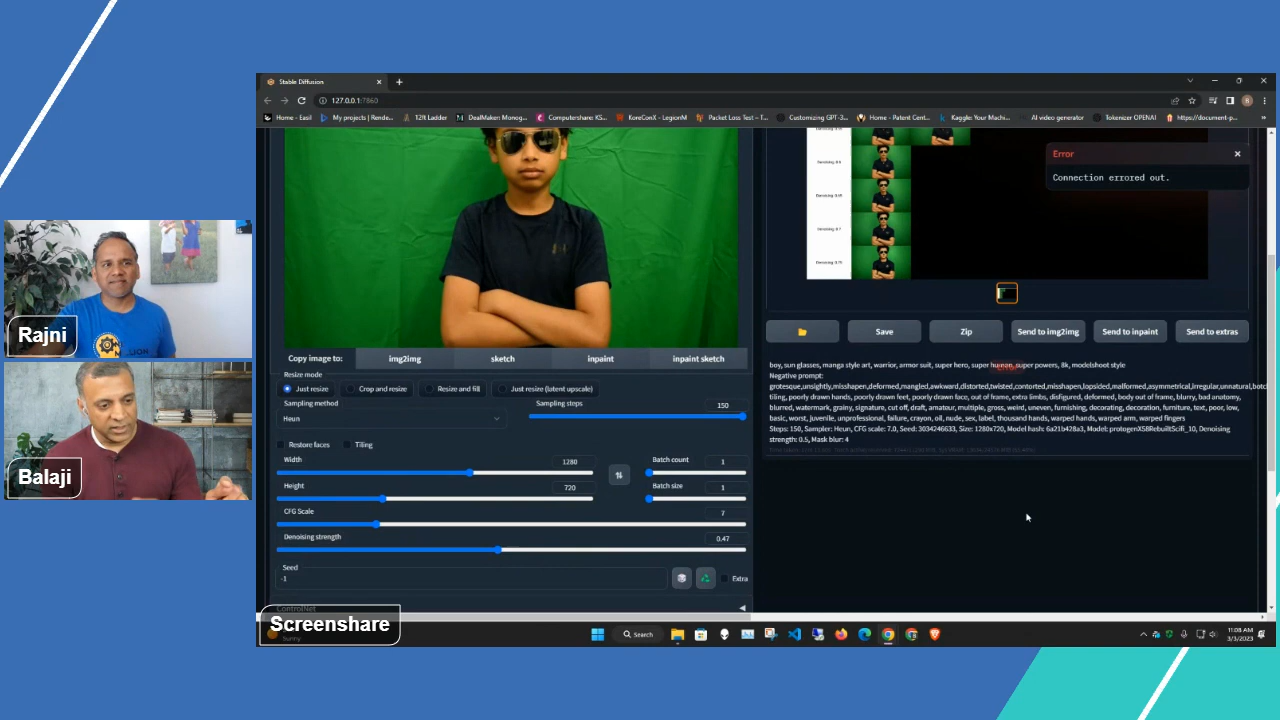 Stable Diffusion
127.0.0.1:7860
Home - Easil
My projects | Rende...
12ft Ladder
DealMaker: Monog...
Computershare: KS...
KoreConX - LegionM
Packet Loss Test – T...
Customizing GPT-3...
Home - Patent Cent...
Kaggle: Your Machi...
AI video generator
Tokenizer OPENAI
https://document-p...
Error
Connection errored out.
Rajni
Balaji
Screenshare
Copy image to:
img2img
sketch
inpaint
inpaint sketch
Resize mode
Just resize
Crop and resize
Resize and fill
Just resize (latent upscale)
Sampling method
Heun
Sampling steps
150
Restore faces
Tiling
Width
1280
Height
720
Batch count
1
Batch size
1
CFG Scale
7
Denoising strength
0.47
Seed
-1
Extra
ControlNet
Save
Zip
Send to img2img
Send to inpaint
Send to extras
boy, sun glasses, manga style art, warrior, armor suit, super hero, super human, super powers, 8k, modelshoot style
Negative prompt:
grotesque,unsightly,misshapen,deformed,mangled,awkward,distorted,twisted,contorted,misshapen,lopsided,malformed,asymmetrical,irregular,unnatural,botch
tiling, poorly drawn hands, poorly drawn feet, poorly drawn face, out of frame, extra limbs, disfigured, deformed, body out of frame, blurry, bad anatomy,
blurred, watermark, grainy, signature, cut off, draft, amateur, multiple, gross, weird, uneven, furnishing, decorating, decoration, furniture, text, poor, low,
basic, worst, juvenile, unprofessional, failure, crayon, oil, nude, sex, label, thousand hands, warped hands, warped arm, warped fingers
Steps: 150, Sampler: Heun, CFG scale: 7.0, Seed: 3034246633, Size: 1280x720, Model hash: 6a21b428a3, Model: protogenX58RebuiltScifi_10, Denoising
strength: 0.5, Mask blur: 4
Search
Sunny
11:08 AM
3/3/2023